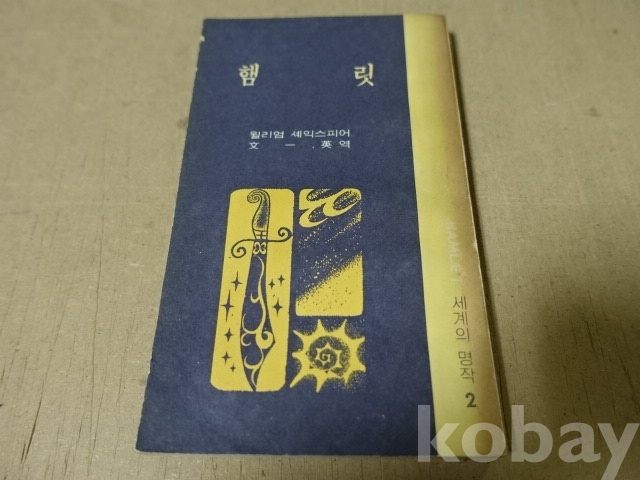 햄 릿
윌리엄 셰익스피어
文 一 . 英 역
HAMLET 세계의 명작 2
kobay